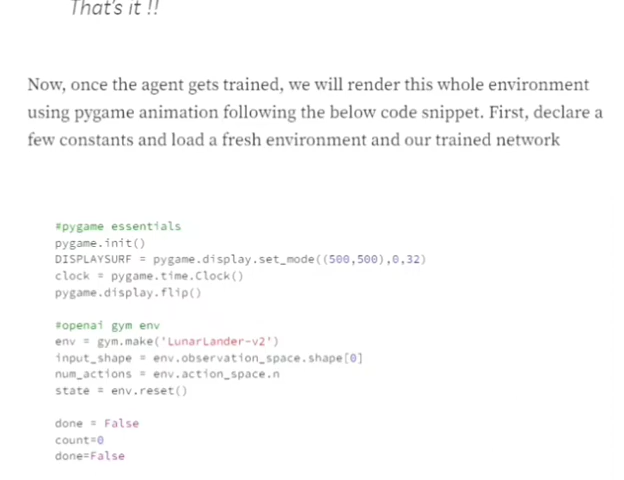 That's it !!
Now, once the agent gets trained, we will render this whole environment
using pygame animation following the below code snippet. First, declare a
few constants and load a fresh environment and our trained network
#pygame essentials
pygame.init()
DISPLAYSURF = pygame.display.set_mode((500,500),0,32)
clock = pygame.time.Clock()
pygame.display.flip()
#openai gym env
env = gym.make('LunarLander-v2')
input_shape = env.observation_space.shape[0]
num_actions = env.action_space.n
state = env.reset()
done = False
count=0
done=False